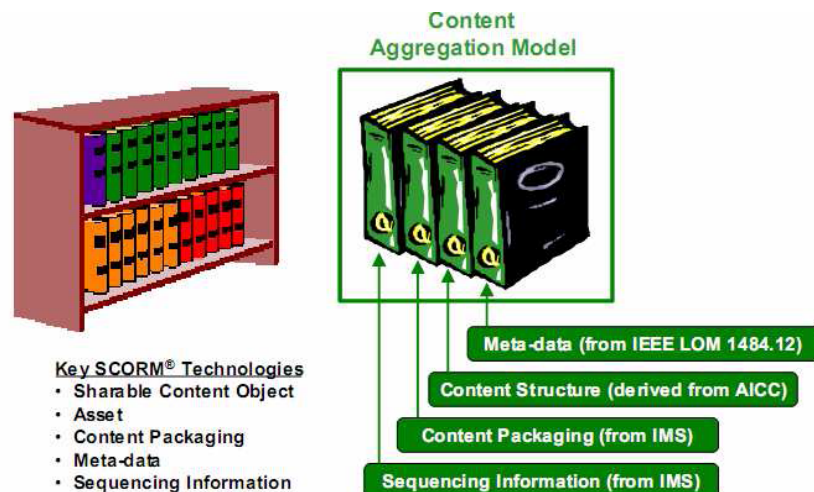 Content
Aggregation Model
Meta-data (from IEEE LOM 1484.12)
Content Structure (derived from AICC)
Content Packaging (from IMS)
Sequencing Information (from IMS)
Key SCORM® Technologies
• Sharable Content Object
• Asset
• Content Packaging
• Meta-data
• Sequencing Information